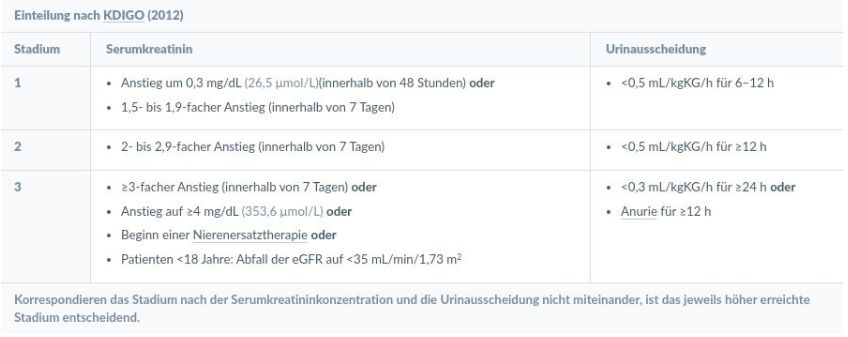 Einteilung nach KDIGO (2012)
Stadium Serumkreatinin Urinausscheidung
1
• Anstieg um 0,3 mg/dL (26,5 μmol/L)(innerhalb von 48 Stunden) oder
• 1,5- bis 1,9-facher Anstieg (innerhalb von 7 Tagen)
• <0,5 mL/kgKG/h für 6–12 h
2
• 2- bis 2,9-facher Anstieg (innerhalb von 7 Tagen)
• <0,5 mL/kgKG/h für ≥12 h
3
• ≥3-facher Anstieg (innerhalb von 7 Tagen) oder
• Anstieg auf ≥4 mg/dL (353,6 μmol/L) oder
• Beginn einer Nierenersatztherapie oder
• Patienten <18 Jahre: Abfall der eGFR auf <35 mL/min/1,73 m²
• <0,3 mL/kgKG/h für ≥24 h oder
• Anurie für ≥12 h
Korrespondieren das Stadium nach der Serumkreatininkonzentration und die Urinausscheidung nicht miteinander, ist das jeweils höher erreichte
Stadium entscheidend.